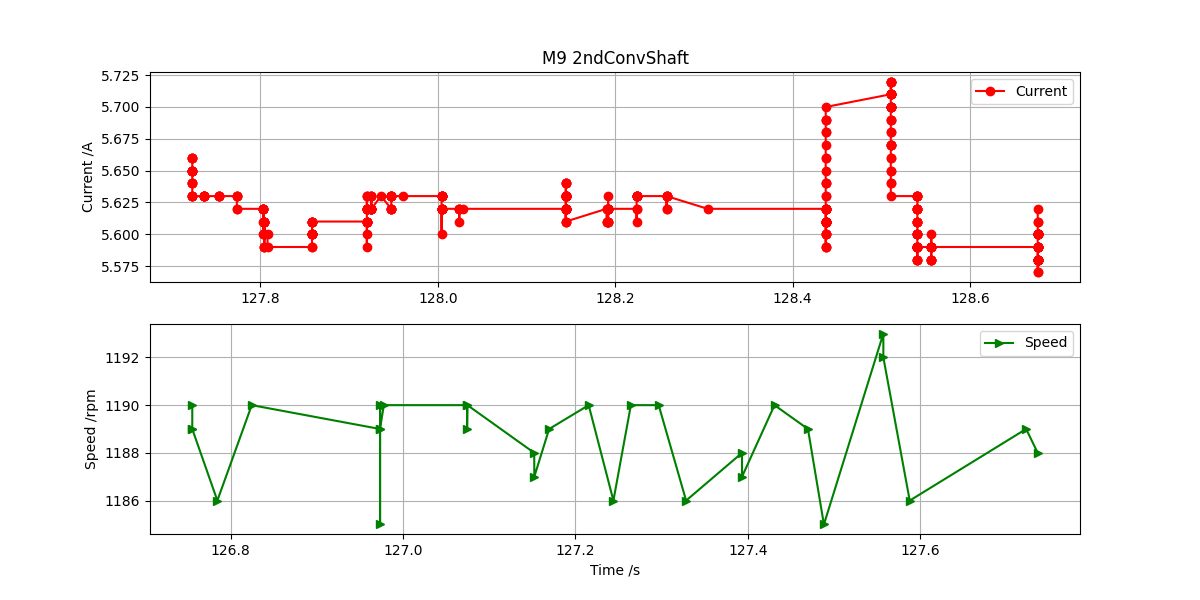 M9 2ndConvShaft
Current /A
5.725
5.700
5.675
5.650
5.625
5.600
5.575
Current
127.8 128.0 128.2 128.4 128.6
Speed /rpm
1192
1190
1188
1186
Speed
126.8 127.0 127.2 127.4 127.6
Time /s